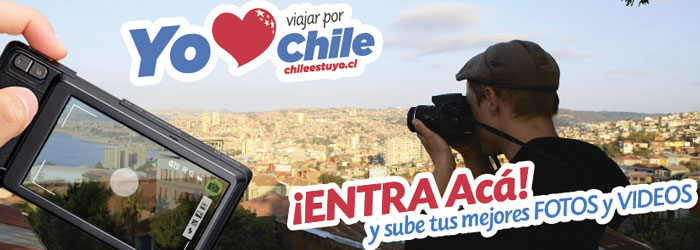 Yo
viajar por
Chile
chileestuyo.cl
¡ENTRA Acá!
y sube tus mejores FOTOS y VIDEOS